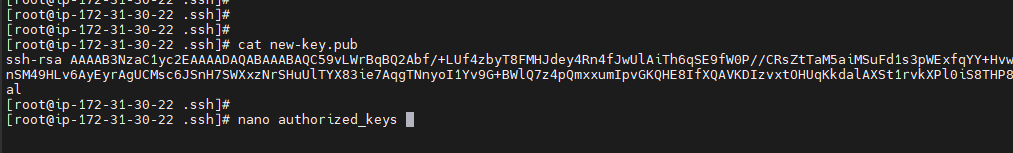 [root@ip-172-31-30-22 .ssh]#
[root@ip-172-31-30-22 .ssh]#
[root@ip-172-31-30-22 .ssh]#
[root@ip-172-31-30-22 .ssh]# cat new-key.pub
ssh-rsa AAAAB3NzaC1yc2EAAAADAQABAAABAQC59vLWrBqBQ2Abf/+LUf4zbyT8FMHJdey4Rn4fJwUlAiTh6qSE9fW0P//CRsZtTaM5aiMSuFd1s3pWExfqYY+Hvw
nSM49HLv6AyEyrAgUCMsc6JSnH7SWXxzNrSHuUlTYX83ie7AqgTNnyoI1Yv9G+BWlQ7z4pQmxxumIpvGKQHE8IfXQAVKDIzvxtOHUqKkdalAXSt1rvkXPl0iS8THP8
al
[root@ip-172-31-30-22 .ssh]#
[root@ip-172-31-30-22 .ssh]# nano authorized_keys